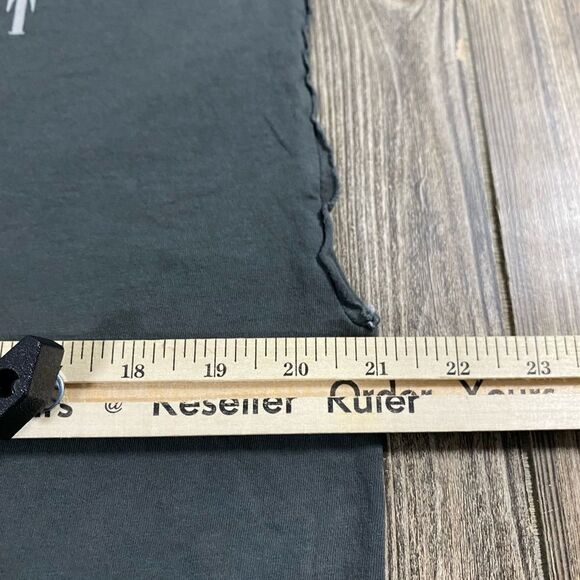 T
18 19 20 21 22 23
@ Reseller Ruler Order Yours